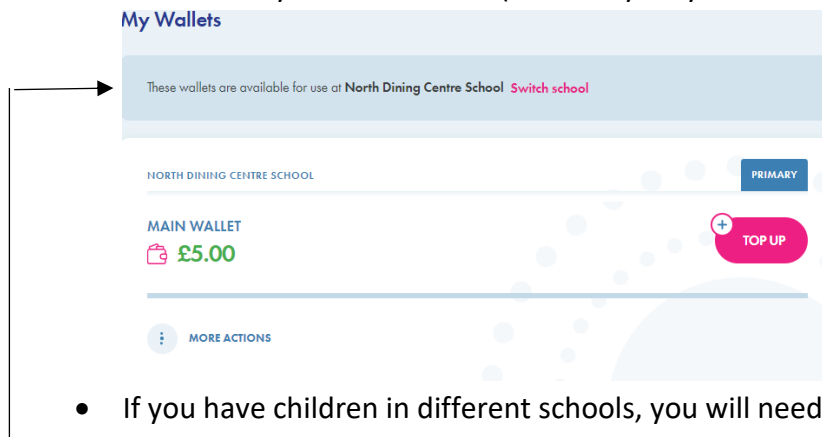 My Wallets
These wallets are available for use at North Dining Centre School Switch school
NORTH DINING CENTRE SCHOOL
PRIMARY
MAIN WALLET
£5.00
+ TOP UP
MORE ACTIONS
• If you have children in different schools, you will need